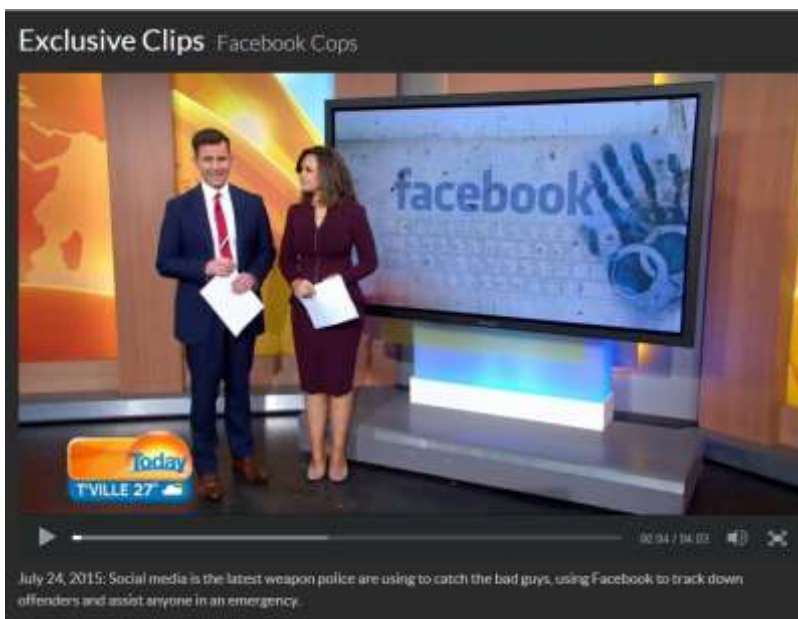 Exclusive Clips Facebook Cops
facebook
Today
T'VILLE 27°
00:04 / 04:03
July 24, 2015: Social media is the latest weapon police are using to catch the bad guys, using Facebook to track down
offenders and assist anyone in an emergency.